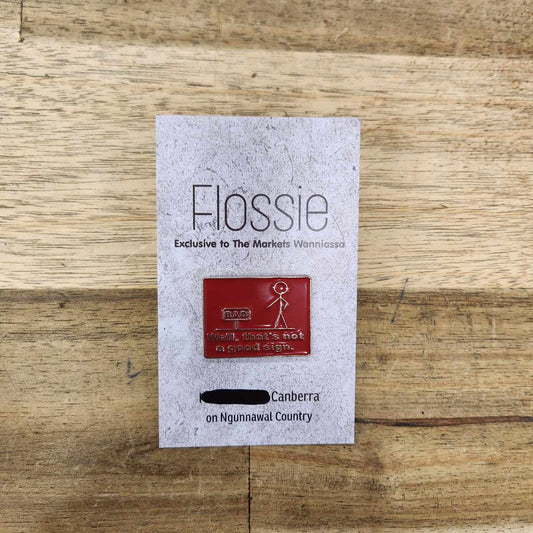 Flossie
Exclusive to The Markets Wanniassa
BAD
Well, that's not
a good sign.
Canberra
on Ngunnawal Country